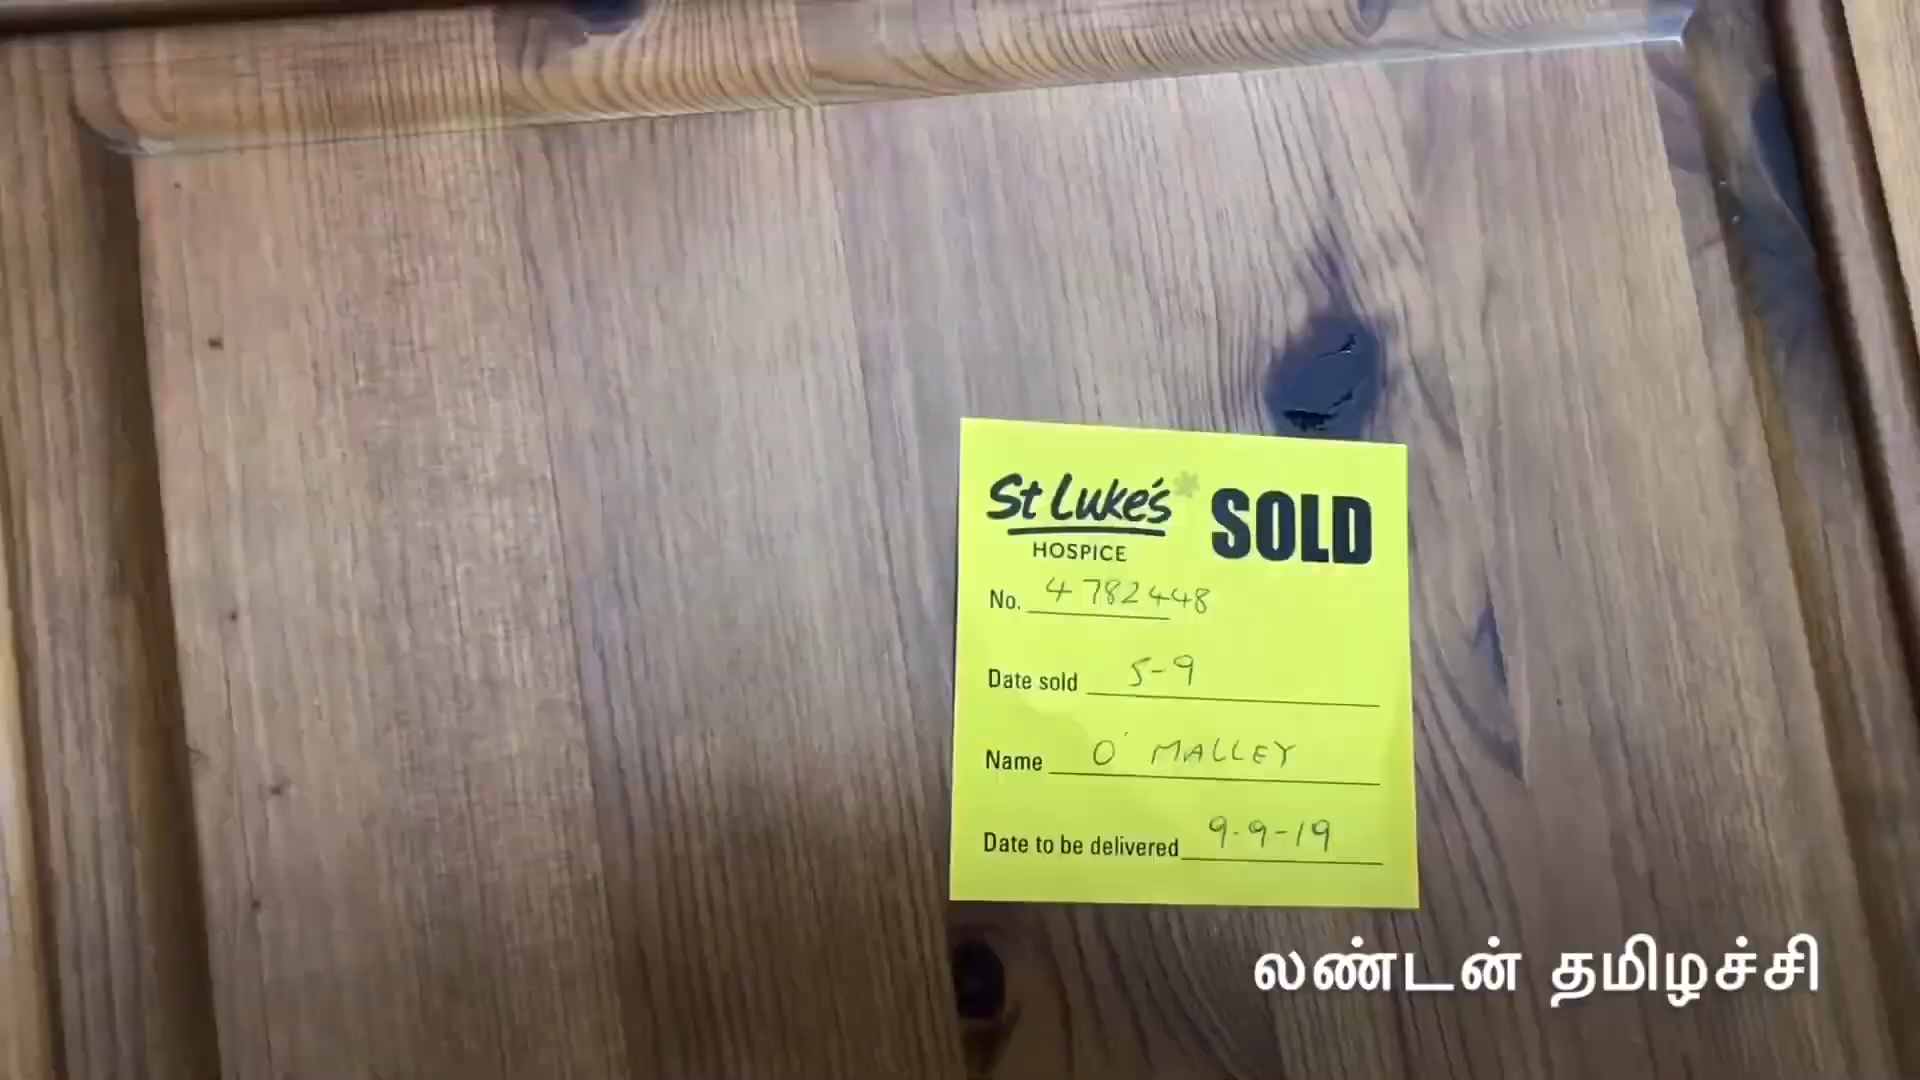 St Luke's SOLD
HOSPICE
No. 4782448
Date sold 5-9
Name O' MALLEY
Date to be delivered 9-9-19
லண்டன் தமிழச்சி